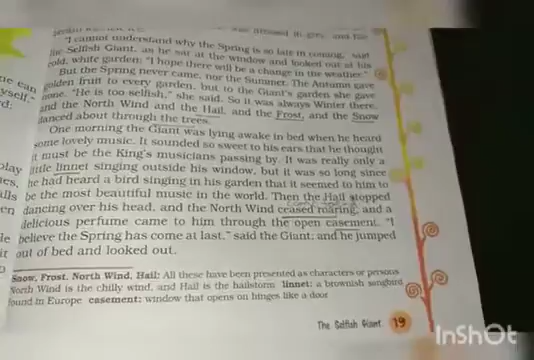 "I cannot understand why the Spring is so late in coming," said
Selfish Giant, as he sat at the window and looked out at his
cold, white garden; "I hope there will be a change in the weather."
But the Spring never came, nor the Summer. The Autumn gave
golden fruit to every garden, but to the Giant's garden she gave
none. "He is too selfish," she said. So it was always Winter there,
and the North Wind and the Hail, and the Frost, and the Snow
danced about through the trees.
One morning the Giant was lying awake in bed when he heard
some lovely music. It sounded so sweet to his ears that he thought
it must be the King's musicians passing by. It was really only a
little linnet singing outside his window, but it was so long since
he had heard a bird singing in his garden that it seemed to him to
be the most beautiful music in the world. Then the Hail stopped
dancing over his head, and the North Wind ceased roaring, and a
delicious perfume came to him through the open casement. "I
believe the Spring has come at last," said the Giant; and he jumped
out of bed and looked out.
Snow, Frost, North Wind, Hail: All these have been presented as characters or persons
North Wind is the chilly wind, and Hail is the hailstorm linnet: a brownish songbird
found in Europe casement: window that opens on hinges like a door
The Selfish Giant 19
InShOt